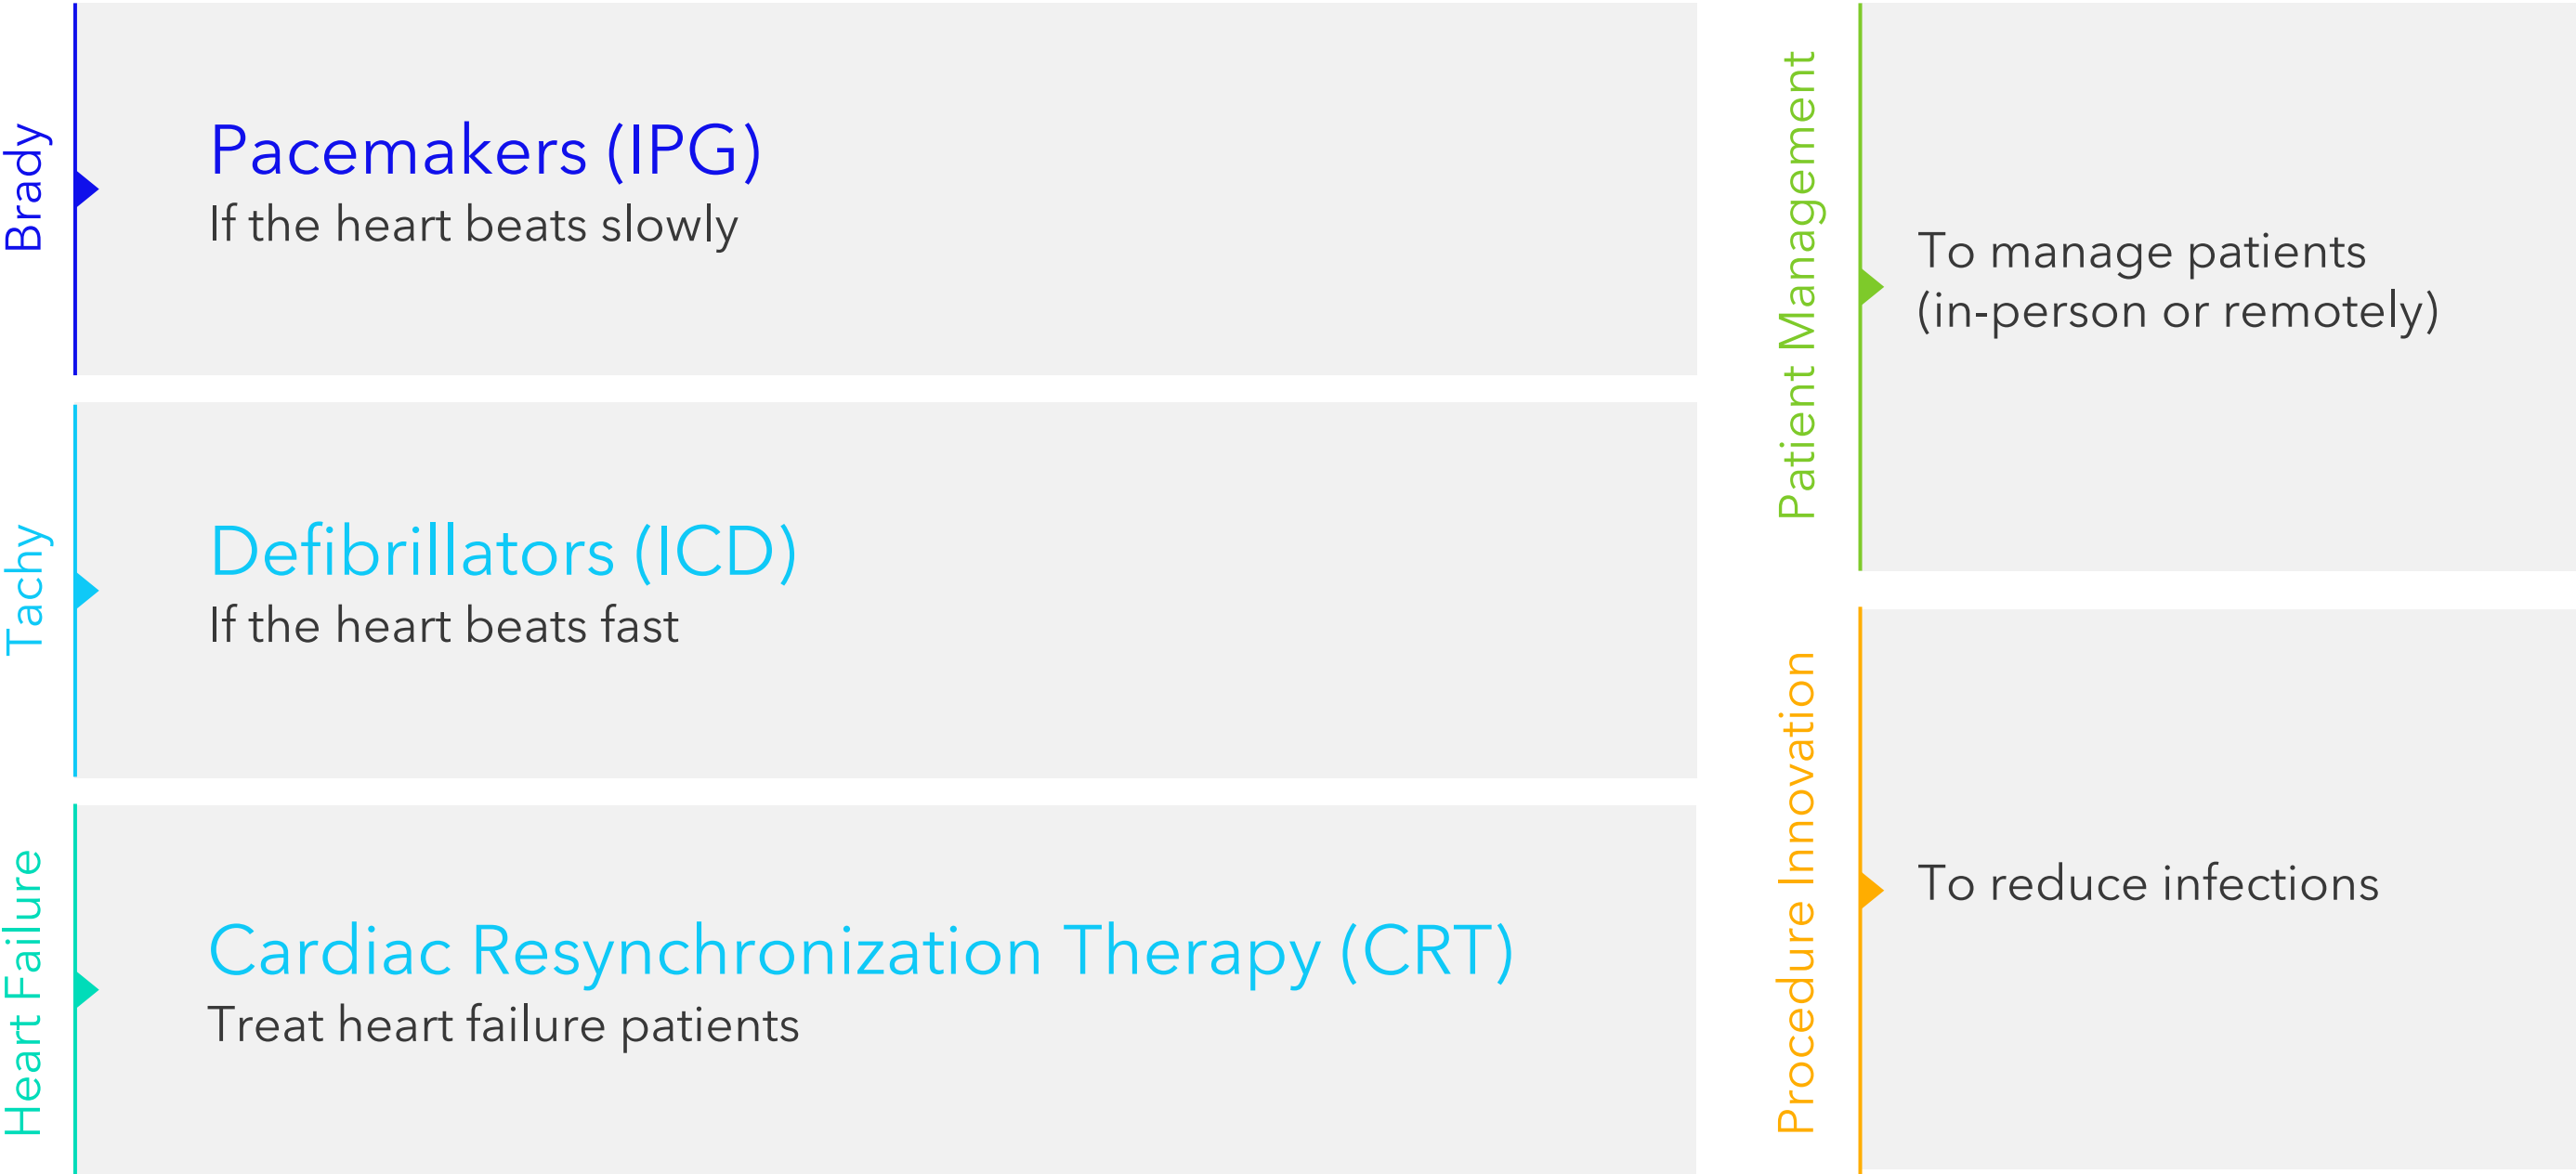 Brady
Pacemakers (IPG)
If the heart beats slowly
Tachy
Defibrillators (ICD)
If the heart beats fast
Heart Failure
Cardiac Resynchronization Therapy (CRT)
Treat heart failure patients
Patient Management
To manage patients
(in-person or remotely)
Procedure Innovation
To reduce infections